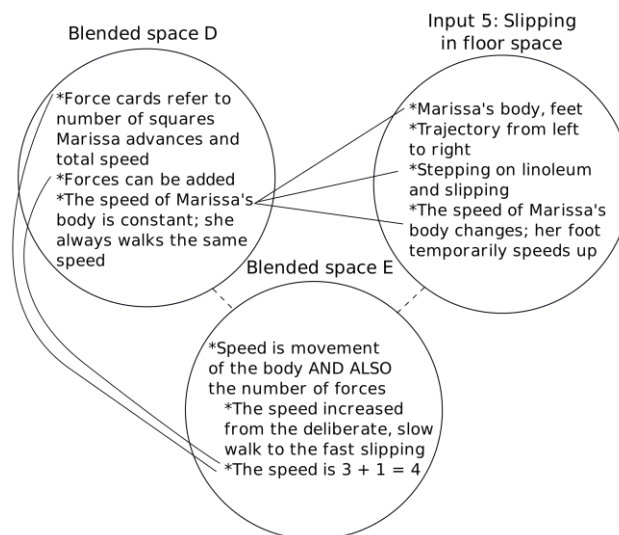 Blended space D
*Force cards refer to
number of squares
Marissa advances and
total speed
*Forces can be added
*The speed of Marissa's
body is constant; she
always walks the same
speed
Input 5: Slipping
in floor space
*Marissa's body, feet
*Trajectory from left
to right
*Stepping on linoleum
and slipping
*The speed of Marissa's
body changes; her foot
temporarily speeds up
Blended space E
*Speed is movement
of the body AND ALSO
the number of forces
*The speed increased
from the deliberate, slow
walk to the fast slipping
*The speed is 3 + 1 = 4